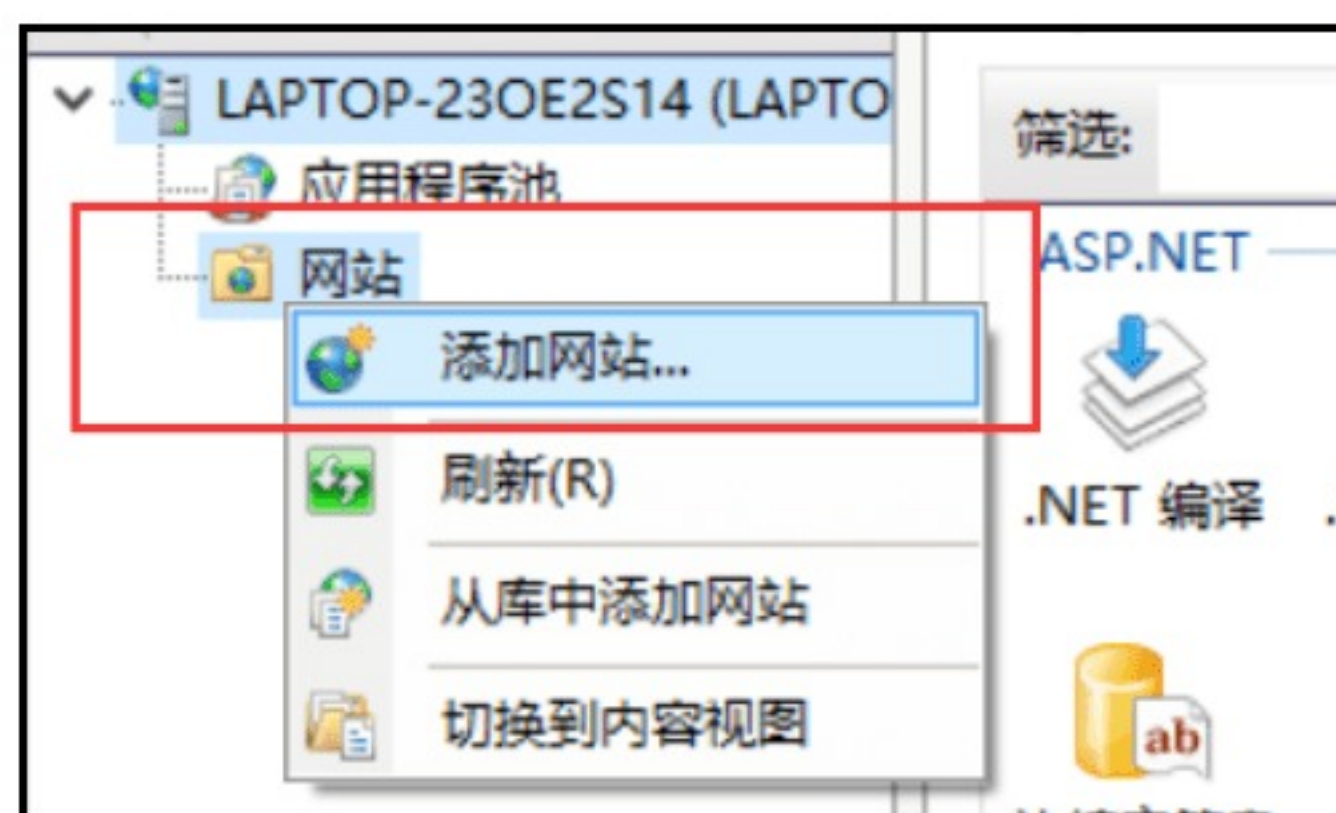 LAPTOP-23OE2S14 (LAPTO
应用程序池
网站
添加网站...
刷新(R)
从库中添加网站
切换到内容视图
筛选:
ASP.NET
.NET 编译
ab